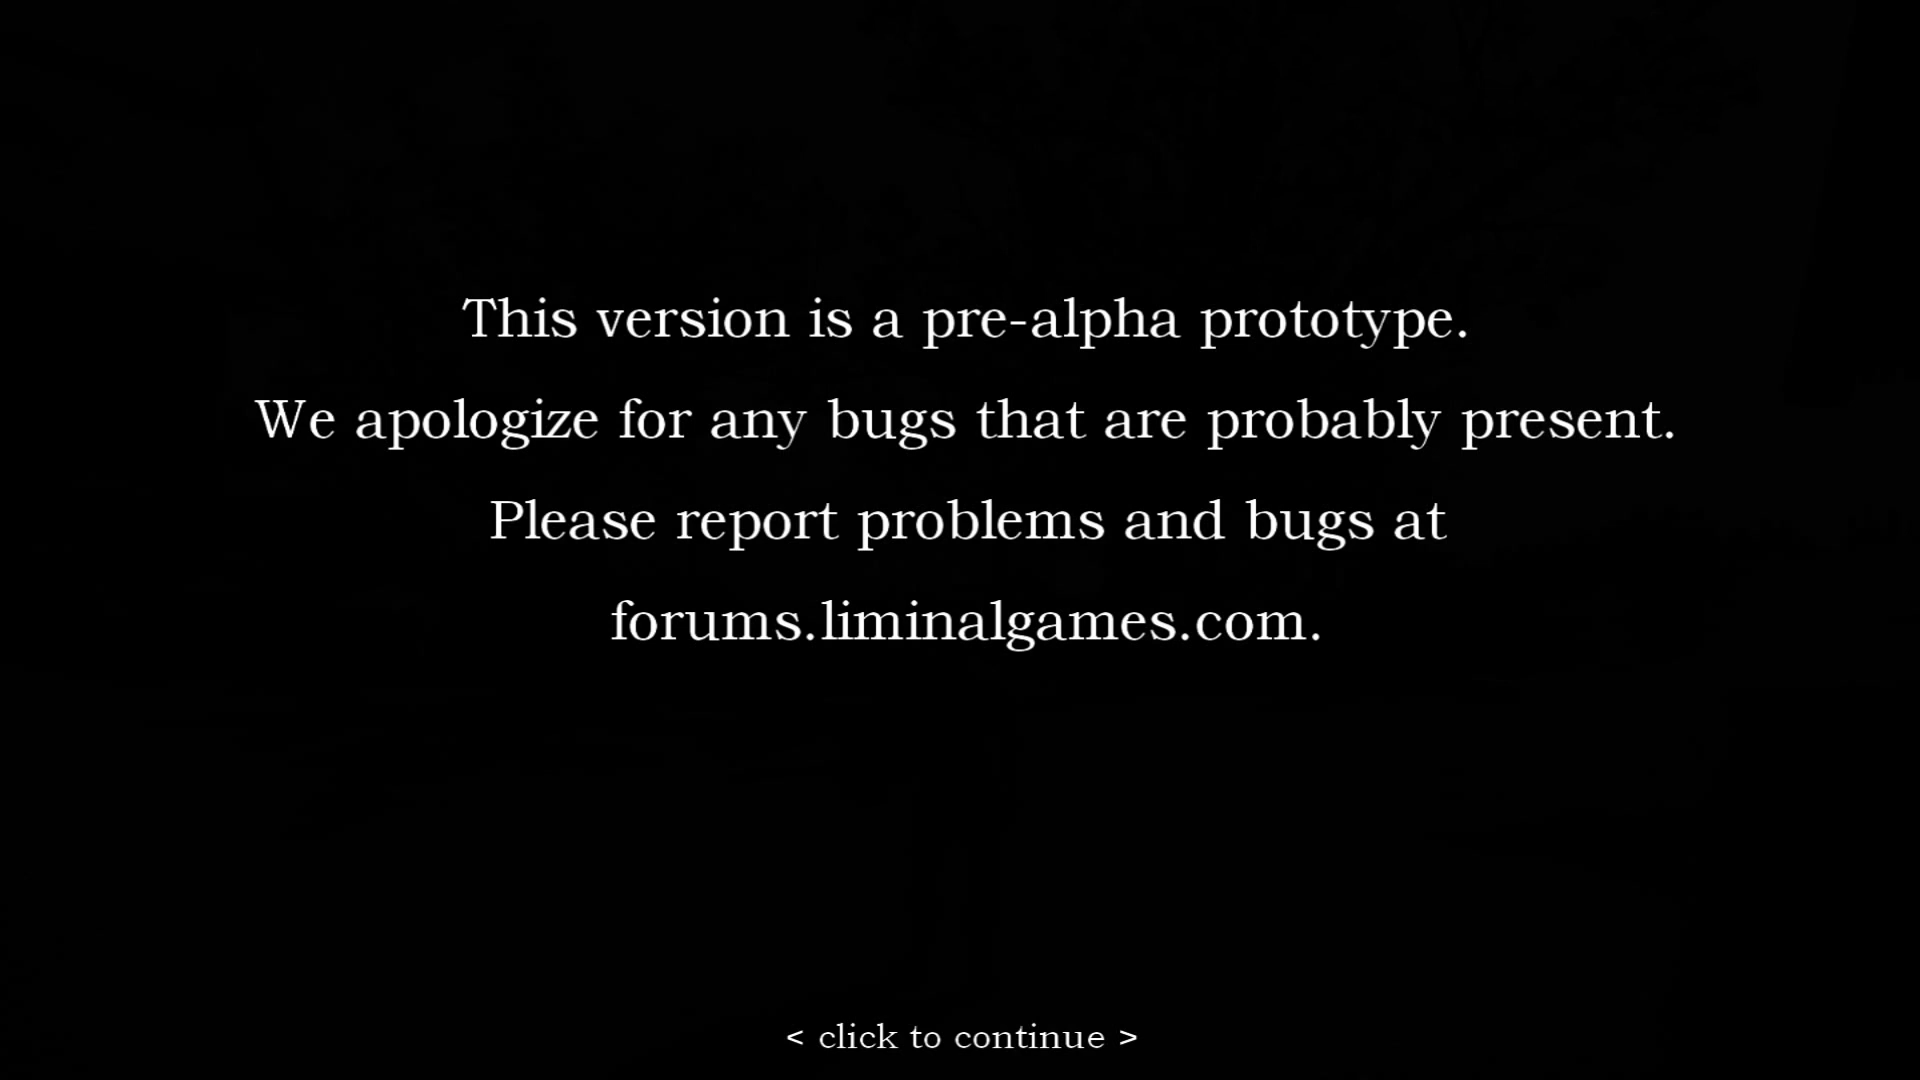 This version is a pre-alpha prototype.
We apologize for any bugs that are probably present.
Please report problems and bugs at
forums.liminalgames.com.
< click to continue >